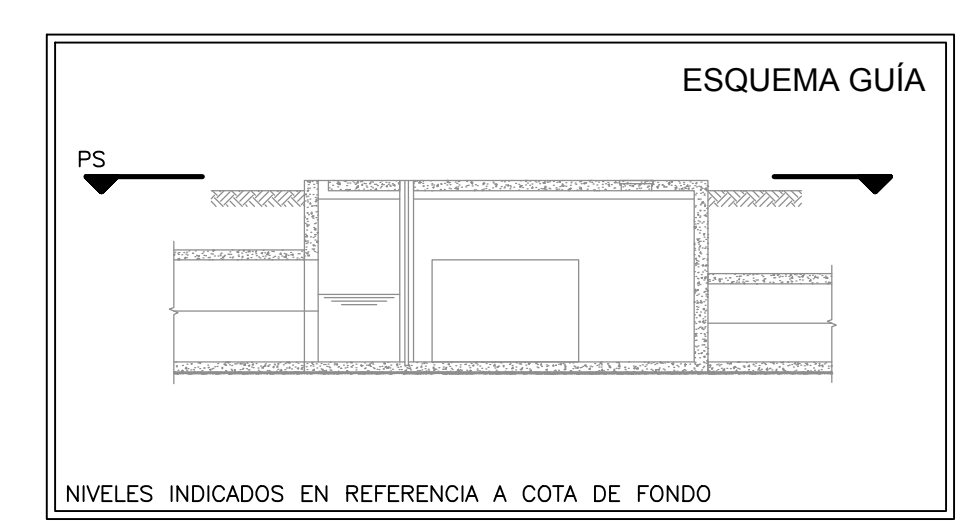 ESQUEMA GUÍA
PS
NIVELES INDICADOS EN REFERENCIA A COTA DE FONDO